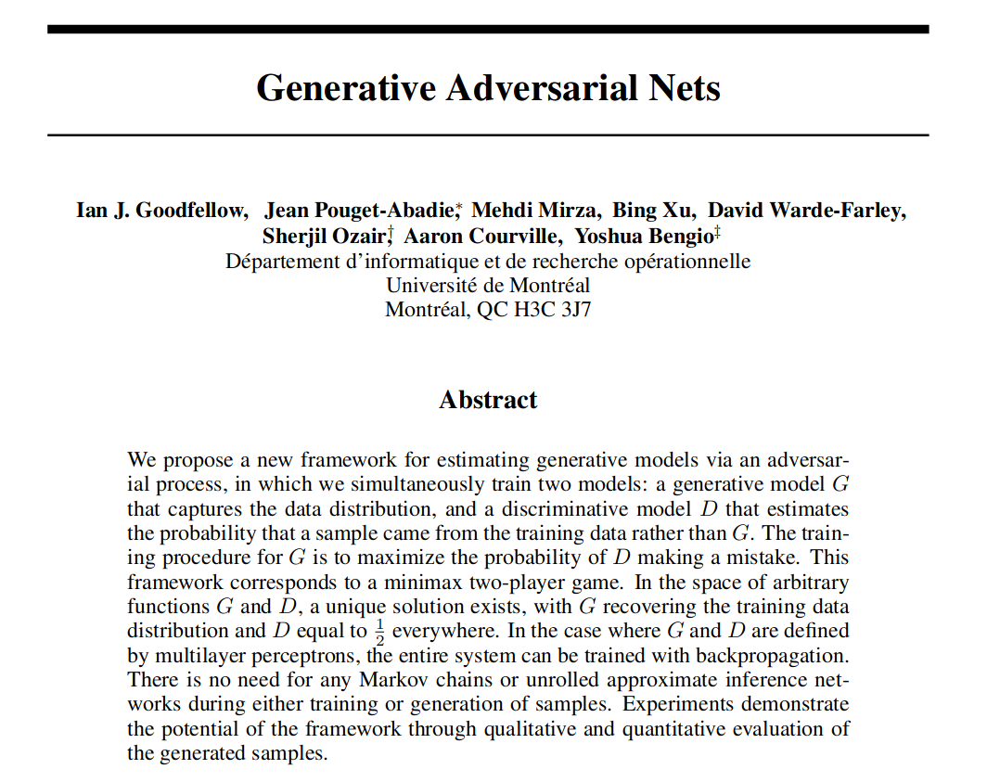 Generative Adversarial Nets
Ian J. Goodfellow, Jean Pouget-Abadie,* Mehdi Mirza, Bing Xu, David Warde-Farley,
Sherjil Ozair,† Aaron Courville, Yoshua Bengio‡
Département d'informatique et de recherche opérationnelle
Université de Montréal
Montréal, QC H3C 3J7
Abstract
We propose a new framework for estimating generative models via an adversar-
ial process, in which we simultaneously train two models: a generative model G
that captures the data distribution, and a discriminative model D that estimates
the probability that a sample came from the training data rather than G. The train-
ing procedure for G is to maximize the probability of D making a mistake. This
framework corresponds to a minimax two-player game. In the space of arbitrary
functions G and D, a unique solution exists, with G recovering the training data
distribution and D equal to 1/2 everywhere. In the case where G and D are defined
by multilayer perceptrons, the entire system can be trained with backpropagation.
There is no need for any Markov chains or unrolled approximate inference net-
works during either training or generation of samples. Experiments demonstrate
the potential of the framework through qualitative and quantitative evaluation of
the generated samples.